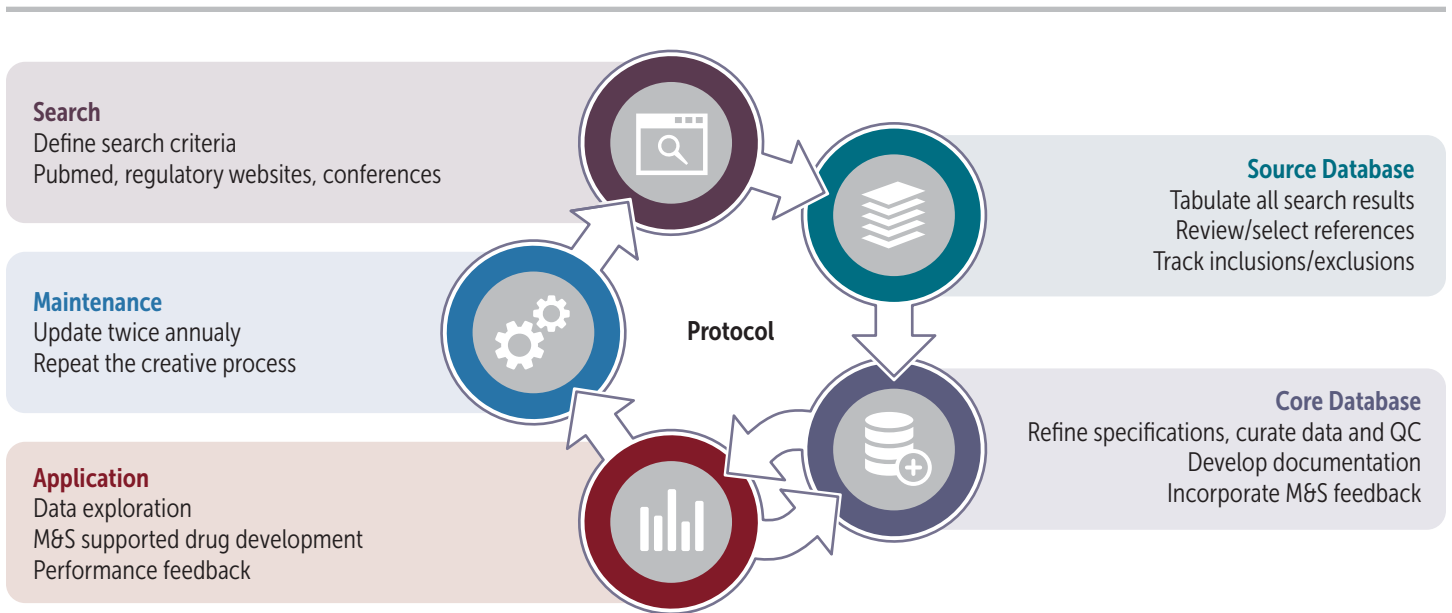 Search
Define search criteria
Pubmed, regulatory websites, conferences
Source Database
Tabulate all search results
Review/select references
Track inclusions/exclusions
Maintenance
Update twice annualy
Repeat the creative process
Protocol
Core Database
Refine specifications, curate data and QC
Develop documentation
Incorporate M&S feedback
Application
Data exploration
M&S supported drug development
Performance feedback